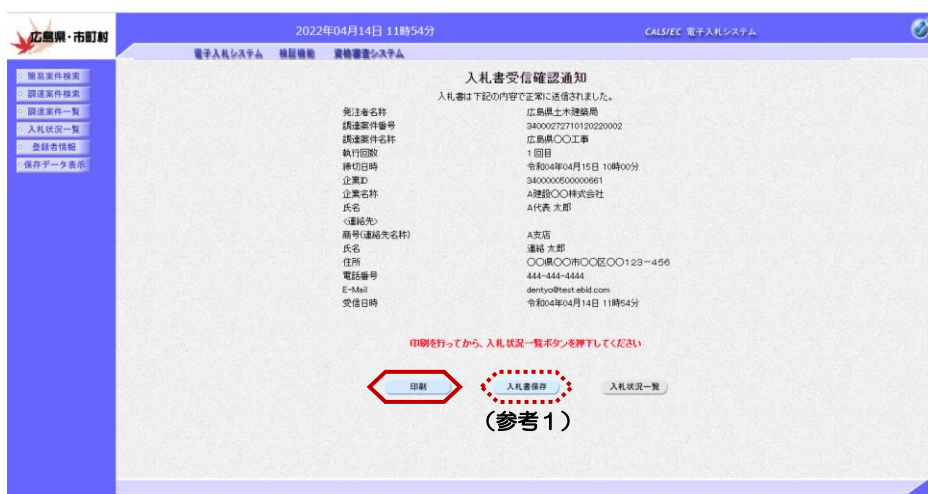 広島県・市町村
2022年04月14日 11時54分
CALS/EC 電子入札システム
電子入札システム 検証機能 資格審査システム
簡易案件検索
調達案件検索
調達案件一覧
入札状況一覧
登録者情報
保存データ表示
入札書受信確認通知
入札書は下記の内容で正常に送信されました。
発注者名称 広島県土木建築局
調達案件番号 34000272710120220002
調達案件名称 広島県〇〇工事
執行回数 1回目
締切日時 令和04年04月15日 10時00分
企業ID 3400000500000661
企業名称 A建設〇〇株式会社
氏名 A代表 太郎
<連絡先>
商号(連絡先名称) A支店
氏名 連絡 太郎
住所 〇〇県〇〇市〇〇区〇〇123-456
電話番号 444-444-4444
E-Mail dentyo@test.ebid.com
受信日時 令和04年04月14日 11時54分
印刷を行ってから、入札状況一覧ボタンを押下してください
印刷 入札書保存 入札状況一覧
(参考1)